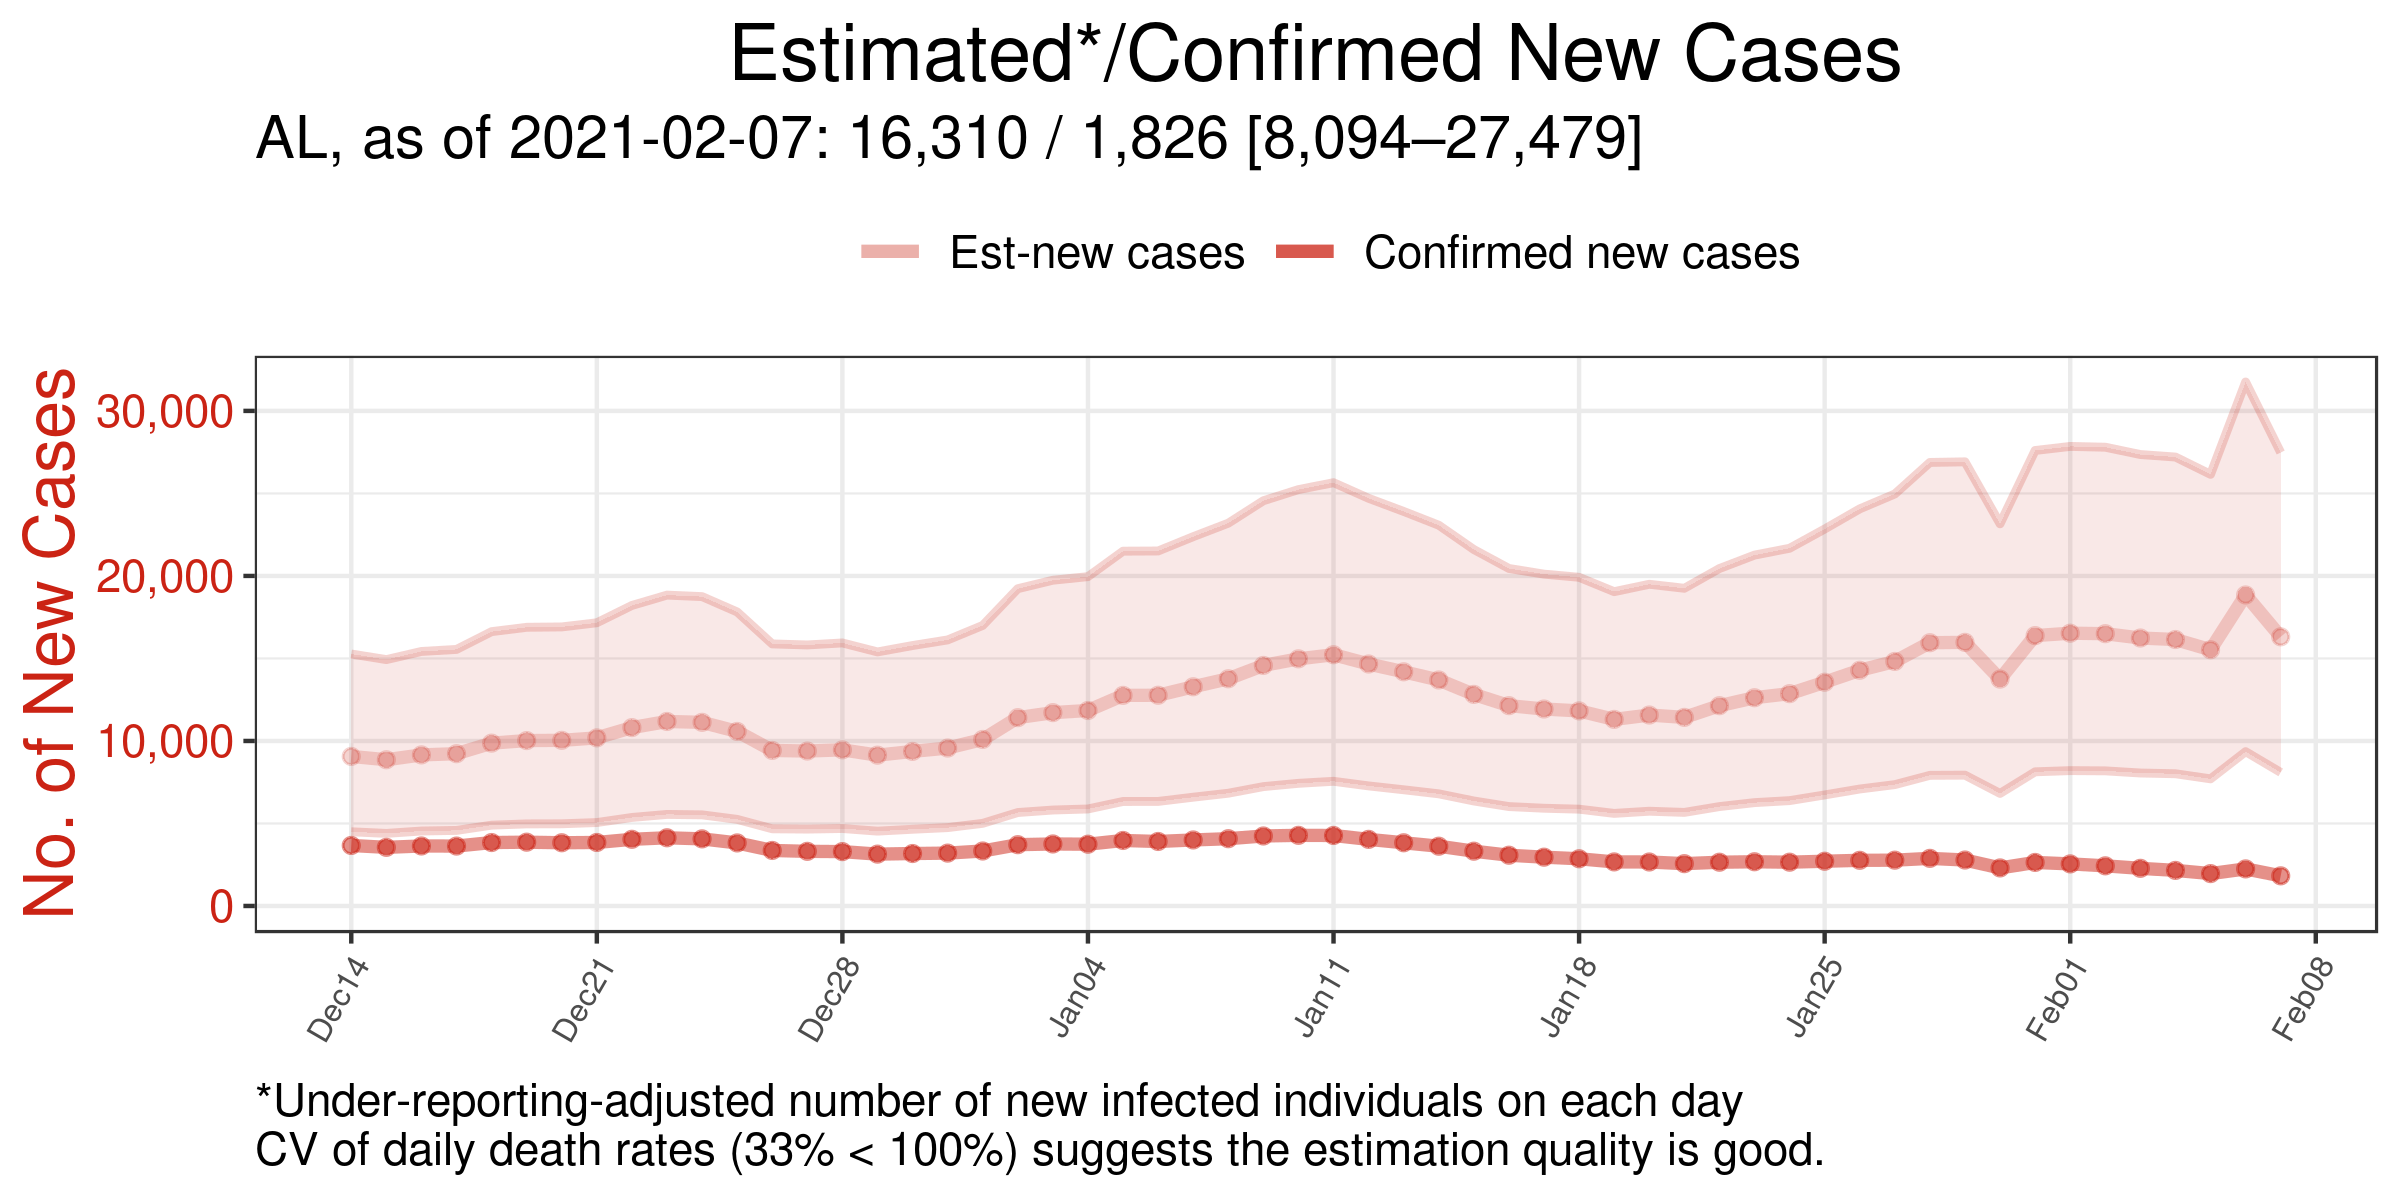 Estimated*/Confirmed New Cases
AL, as of 2021-02-07: 16,310 / 1,826 [8,094–27,479]
Est-new cases
Confirmed new cases
No. of New Cases
30,000
20,000
10,000
0
Dec14
Dec21
Dec28
Jan04
Jan11
Jan18
Jan25
Feb01
Feb08
*Under-reporting-adjusted number of new infected individuals on each day
CV of daily death rates (33% < 100%) suggests the estimation quality is good.